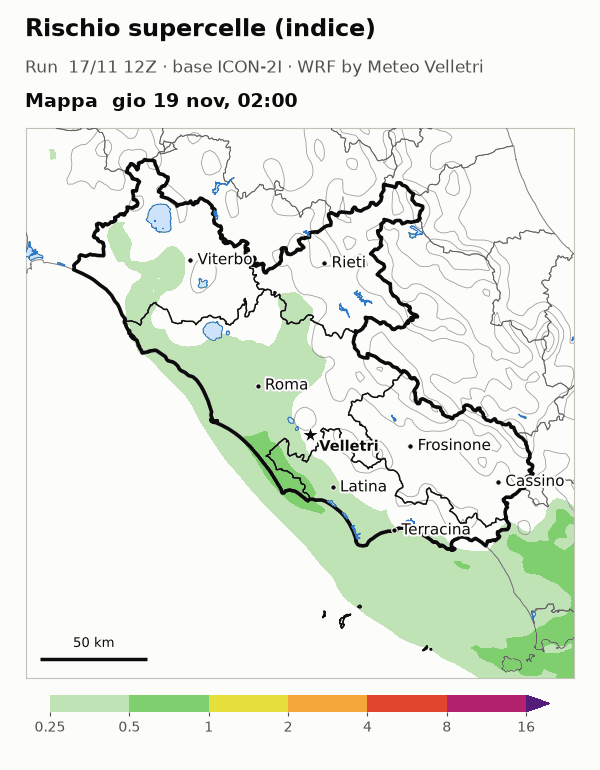 Rischio supercelle (indice)
Run  17/11 12Z · base ICON-2I · WRF by Meteo Velletri
Mappa  gio 19 nov, 02:00
Viterbo
Rieti
Roma
Velletri
Frosinone
Latina
Cassino
Terracina
50 km
0.25 0.5 1 2 4 8 16